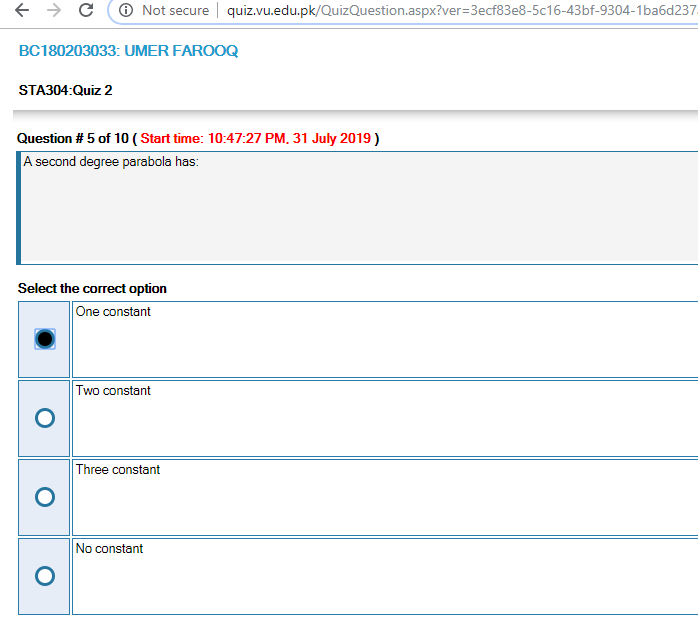 Not secure | quiz.vu.edu.pk/QuizQuestion.aspx?ver=3ecf83e8-5c16-43bf-9304-1ba6d237
BC180203033: UMER FAROOQ
STA304:Quiz 2
Question # 5 of 10 ( Start time: 10:47:27 PM, 31 July 2019 )
A second degree parabola has:
Select the correct option
One constant
Two constant
Three constant
No constant